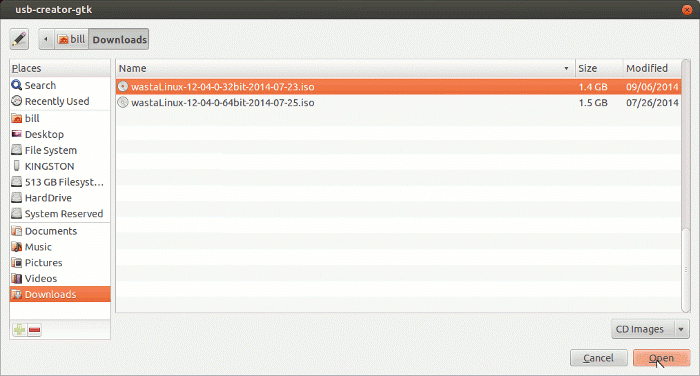 usb-creator-gtk
bill Downloads
Places
Search
Recently Used
bill
Desktop
File System
KINGSTON
513 GB Filesyst...
HardDrive
System Reserved
Documents
Music
Pictures
Videos
Downloads
Name Size Modified
wastaLinux-12-04-0-32bit-2014-07-23.iso 1.4 GB 09/06/2014
wastaLinux-12-04-0-64bit-2014-07-25.iso 1.5 GB 07/26/2014
CD Images
Cancel Open